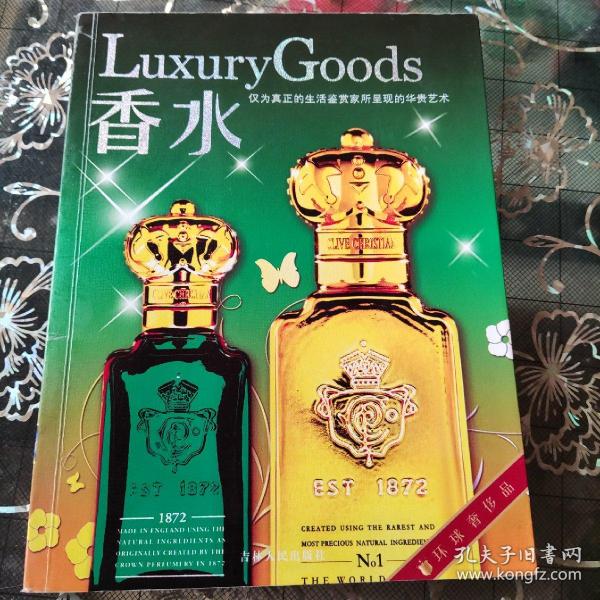 LuxuryGoods
香水
仅为真正的生活鉴赏家所呈现的华贵艺术
CLIVE CHRISTIAN
CLIVE CHRISTIAN
EST 1872
EST 1872
1872
MADE IN ENGLAND USING THE
NATURAL INGREDIENTS AN
ORIGINALLY CREATED BY THE
CROWN PERFUMERY IN 1872
CREATED USING THE RAREST AND
MOST PRECIOUS NATURAL INGREDIEN
No1
THE WORLD
吉林人民出版社
环球奢侈品
孔夫子旧书网
www.kongfz.com